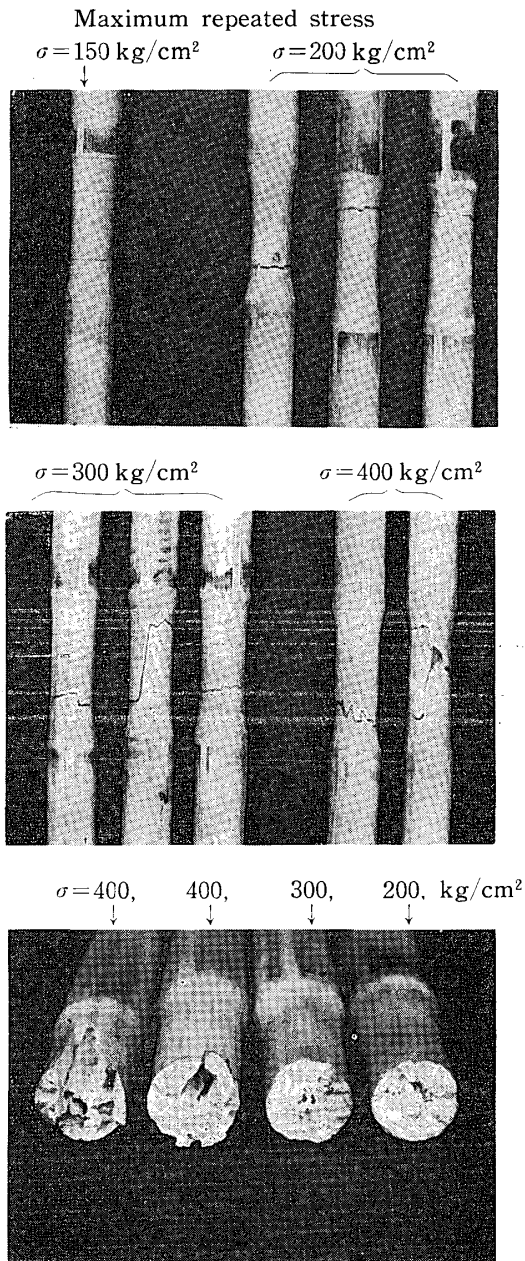 Maximum repeated stress
σ=150 kg/cm² σ=200 kg/cm²
σ=300 kg/cm² σ=400 kg/cm²
σ=400, 400, 300, 200, kg/cm²